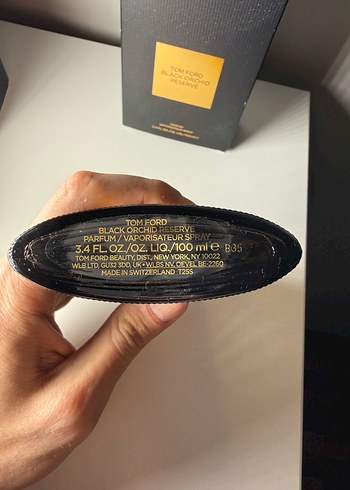 TOM FORD
BLACK ORCHID
RESERVE
TOM FORD
BLACK ORCHID RESERVE
PARFUM / VAPORISATEUR SPRAY
3.4 FL. OZ./OZ. LIQ./100 ml ℮ B35
TOM FORD BEAUTY, DIST., NEW YORK, NY 10022
WLB LTD, GU32 3DD, UK • WLBS NV, OEVEL BE-2260
MADE IN SWITZERLAND T25S